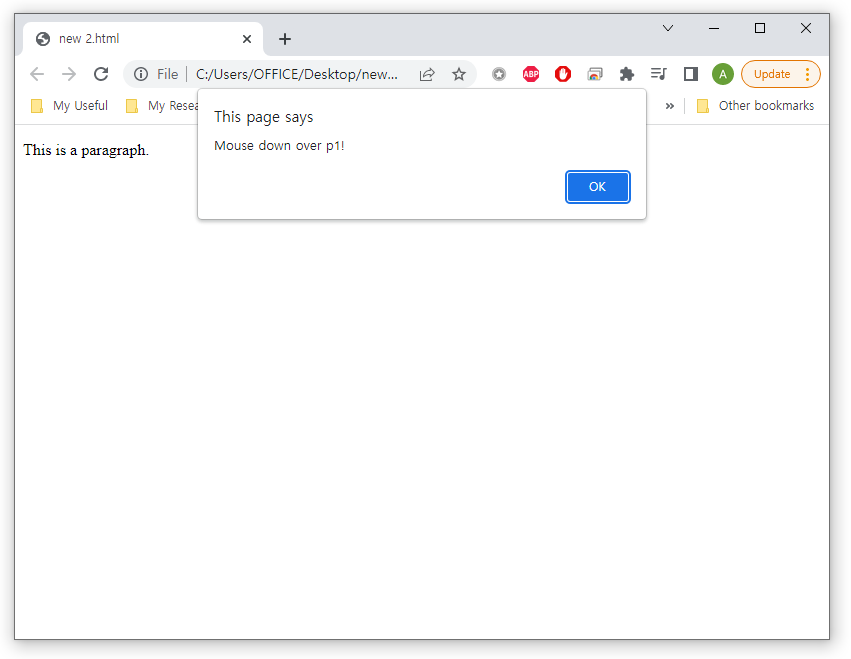 new 2.html
File C:/Users/OFFICE/Desktop/new...
ABP
A
Update
My Useful
My Resea
»
Other bookmarks
This page says
Mouse down over p1!
OK
This is a paragraph.